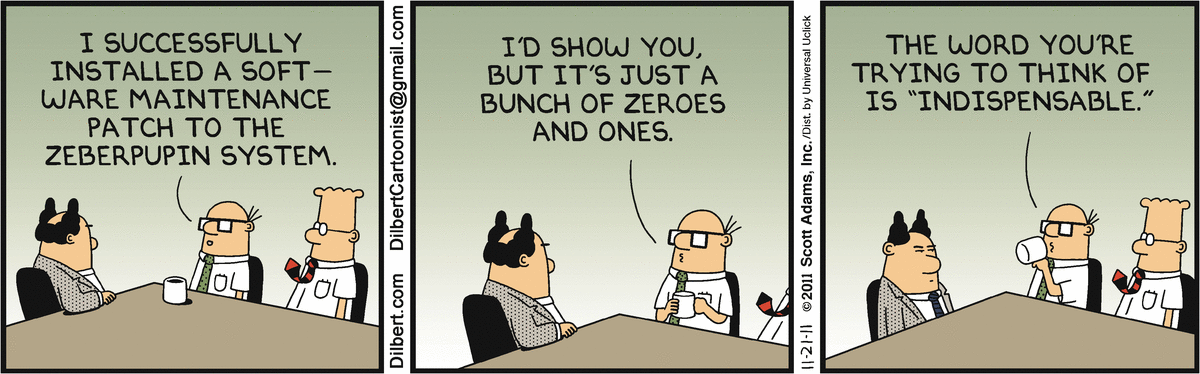 I SUCCESSFULLY
INSTALLED A SOFT-
WARE MAINTENANCE
PATCH TO THE
ZEBERPUPIN SYSTEM.
Dilbert.com DilbertCartoonist@gmail.com
I'D SHOW YOU,
BUT IT'S JUST A
BUNCH OF ZEROES
AND ONES.
11-21-11 ©2011 Scott Adams, Inc./Dist. by Universal Uclick
THE WORD YOU'RE
TRYING TO THINK OF
IS "INDISPENSABLE."